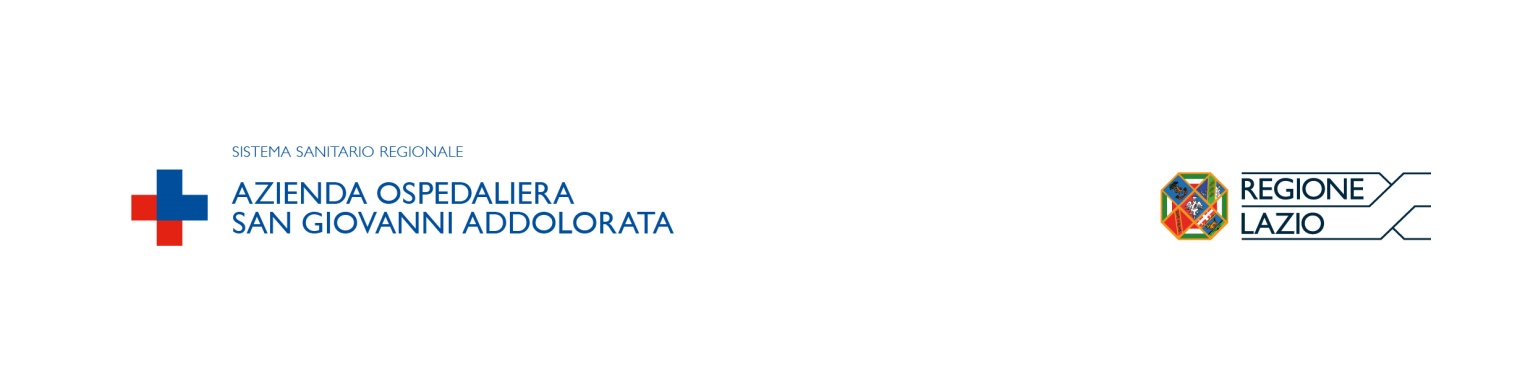 SISTEMA SANITARIO REGIONALE
AZIENDA OSPEDALIERA
SAN GIOVANNI ADDOLORATA
REGIONE
LAZIO